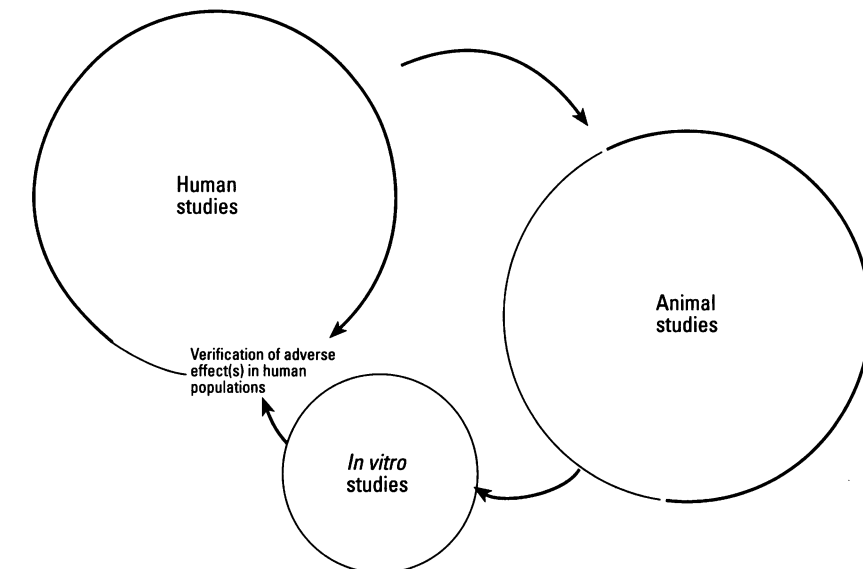 Human
studies
Animal
studies
Verification of adverse
effect(s) in human
populations
In vitro
studies